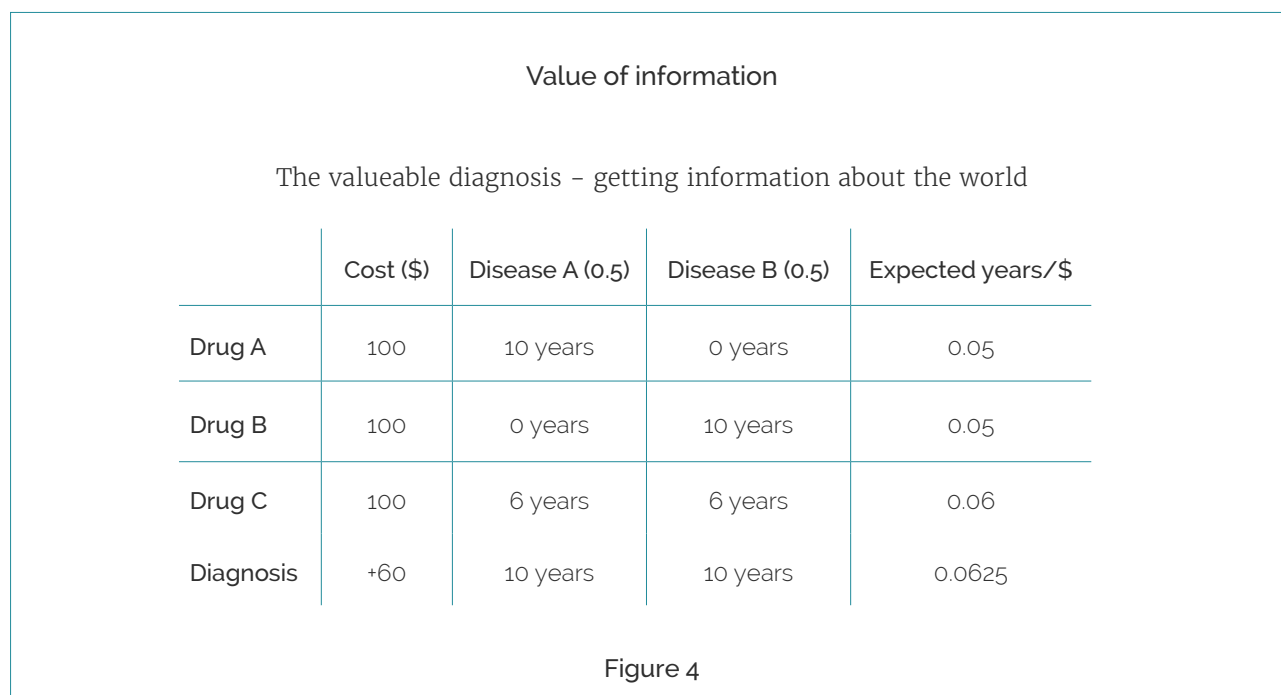 Value of information
The valueable diagnosis – getting information about the world
Cost ($) Disease A (0.5) Disease B (0.5) Expected years/$
Drug A 100 10 years 0 years 0.05
Drug B 100 0 years 10 years 0.05
Drug C 100 6 years 6 years 0.06
Diagnosis +60 10 years 10 years 0.0625
Figure 4